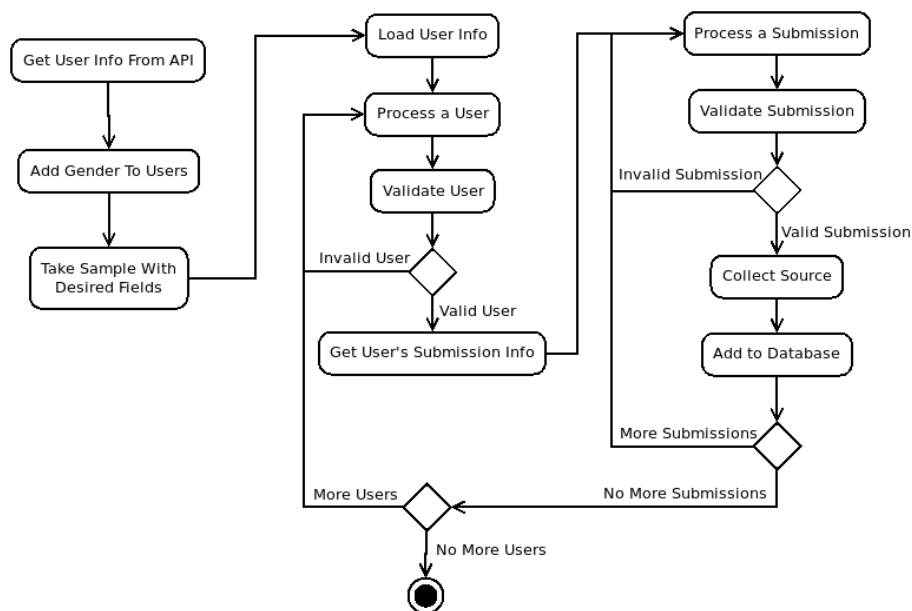 Get User Info From API
Add Gender To Users
Take Sample With
Desired Fields
Load User Info
Process a User
Validate User
Invalid User
Valid User
Get User's Submission Info
More Users
No More Users
Process a Submission
Validate Submission
Invalid Submission
Valid Submission
Collect Source
Add to Database
More Submissions
No More Submissions